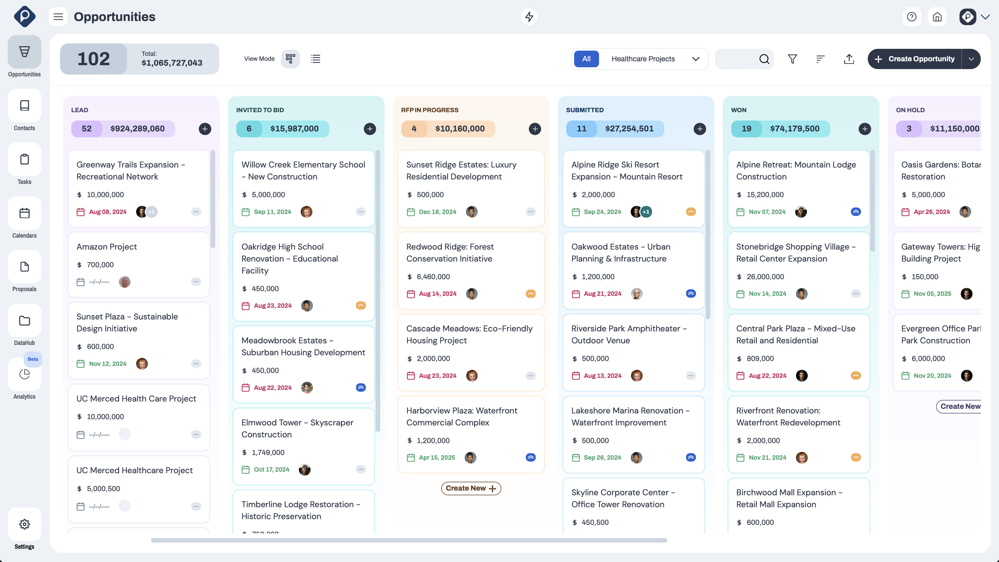 Opportunities
Opportunities
Contacts
Tasks
Calendars
Proposals
DataHub
Beta
Analytics
Settings
102
Total:
$1,065,727,043
View Mode
All
Healthcare Projects
Create Opportunity
LEAD
52
$924,289,060
Greenway Trails Expansion -
Recreational Network
$ 10,000,000
Aug 08, 2024
+1
Amazon Project
$ 700,000
--/--/----
Sunset Plaza - Sustainable
Design Initiative
$ 600,000
Nov 12, 2024
UC Merced Health Care Project
$ 10,000,000
--/--/----
UC Merced Healthcare Project
$ 5,000,500
--/--/----
INVITED TO BID
6
$15,987,000
Willow Creek Elementary School
- New Construction
$ 5,000,000
Sep 11, 2024
Oakridge High School
Renovation - Educational
Facility
$ 450,000
Aug 23, 2024
Meadowbrook Estates -
Suburban Housing Development
$ 450,000
Aug 22, 2024
Elmwood Tower - Skyscraper
Construction
$ 1,749,000
Oct 17, 2024
Timberline Lodge Restoration -
Historic Preservation
RFP IN PROGRESS
4
$10,160,000
Sunset Ridge Estates: Luxury
Residential Development
$ 500,000
Dec 18, 2024
Redwood Ridge: Forest
Conservation Initiative
$ 6,460,000
Aug 14, 2024
Cascade Meadows: Eco-Friendly
Housing Project
$ 2,000,000
Aug 23, 2024
Harborview Plaza: Waterfront
Commercial Complex
$ 1,200,000
Apr 15, 2025
Create New
SUBMITTED
11
$27,254,501
Alpine Ridge Ski Resort
Expansion - Mountain Resort
$ 2,000,000
Sep 24, 2024
+1
Oakwood Estates - Urban
Planning & Infrastructure
$ 1,200,000
Aug 21, 2024
Riverside Park Amphitheater -
Outdoor Venue
$ 500,000
Aug 13, 2024
Lakeshore Marina Renovation -
Waterfront Improvement
$ 500,000
Sep 26, 2024
Skyline Corporate Center -
Office Tower Renovation
$ 450,500
WON
19
$74,179,500
Alpine Retreat: Mountain Lodge
Construction
$ 15,200,000
Nov 07, 2024
Stonebridge Shopping Village -
Retail Center Expansion
$ 26,000,000
Nov 14, 2024
Central Park Plaza - Mixed-Use
Retail and Residential
$ 809,000
Aug 22, 2024
Riverfront Renovation:
Waterfront Redevelopment
$ 2,000,000
Nov 21, 2024
Birchwood Mall Expansion -
Retail Mall Expansion
$ 600,000
ON HOLD
3
$11,150,000
Oasis Gardens: Botan
Restoration
$ 5,000,000
Apr 26, 2024
Gateway Towers: Hig
Building Project
$ 150,000
Nov 05, 2025
Evergreen Office Parl
Park Construction
$ 6,000,000
Nov 20, 2024
Create New